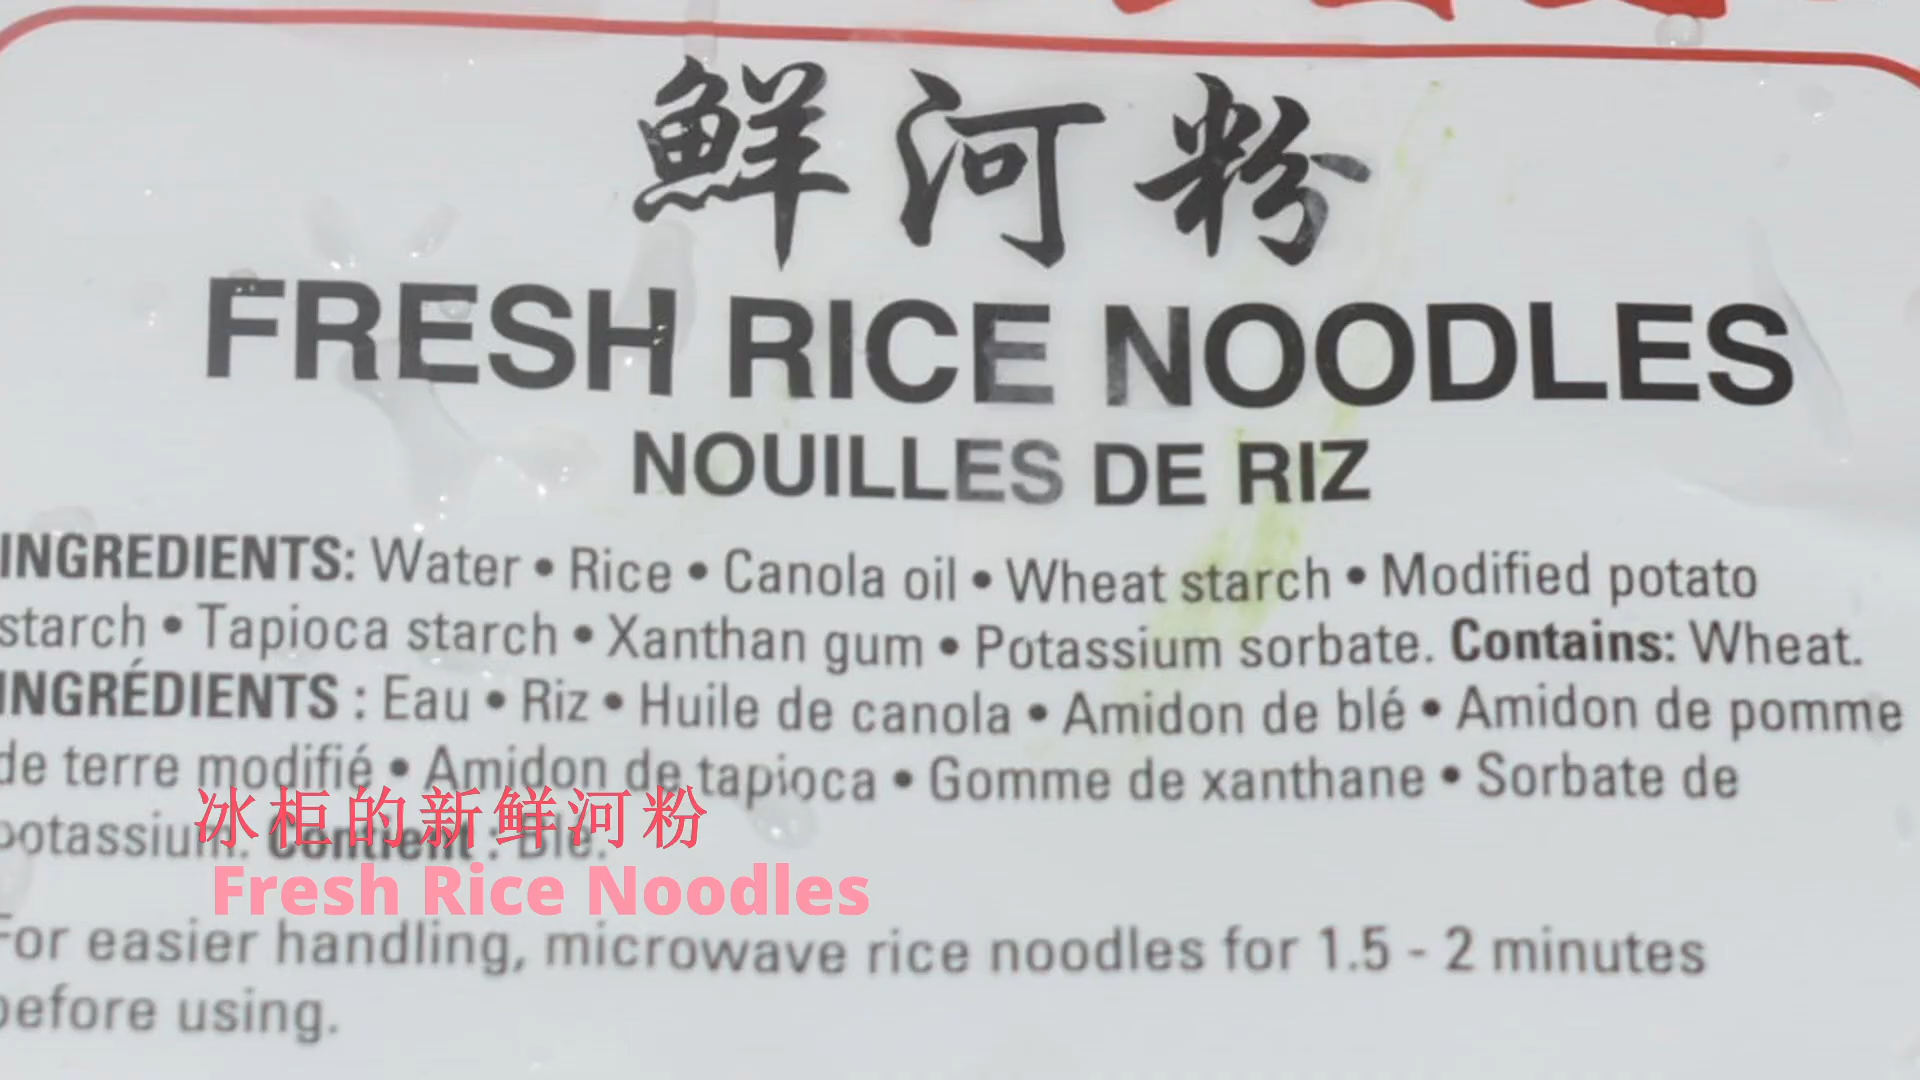 鮮河粉
FRESH RICE NOODLES
NOUILLES DE RIZ
INGREDIENTS: Water • Rice • Canola oil • Wheat starch • Modified potato
starch • Tapioca starch • Xanthan gum • Potassium sorbate. Contains: Wheat.
INGRÉDIENTS : Eau • Riz • Huile de canola • Amidon de blé • Amidon de pomme
de terre modifié • Amidon de tapioca • Gomme de xanthane • Sorbate de
potassium. Contient : Blé.
冰柜的新鲜河粉
Fresh Rice Noodles
For easier handling, microwave rice noodles for 1.5 - 2 minutes
before using.